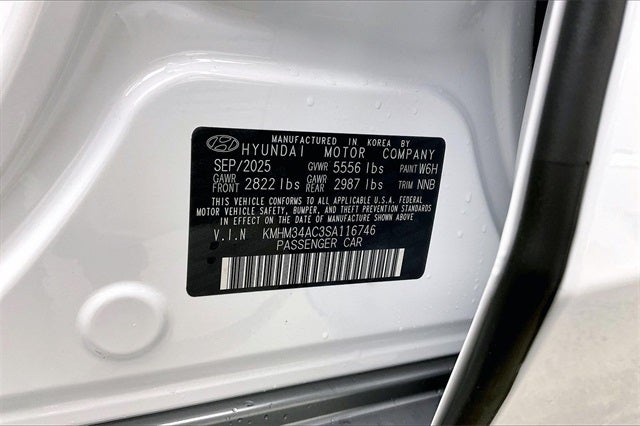 MANUFACTURED IN KOREA BY
HYUNDAI MOTOR COMPANY
SEP/2025 GVWR 5556 lbs PAINT W6H
GAWR FRONT 2822 lbs GAWR REAR 2987 lbs TRIM NNB
THIS VEHICLE CONFORMS TO ALL APPLICABLE U.S.A. FEDERAL
MOTOR VEHICLE SAFETY, BUMPER, AND THEFT PREVENTION STANDARDS
IN EFFECT ON THE DATE OF MANUFACTURE SHOWN ABOVE.
V.I.N KMHM34AC3SA116746
PASSENGER CAR